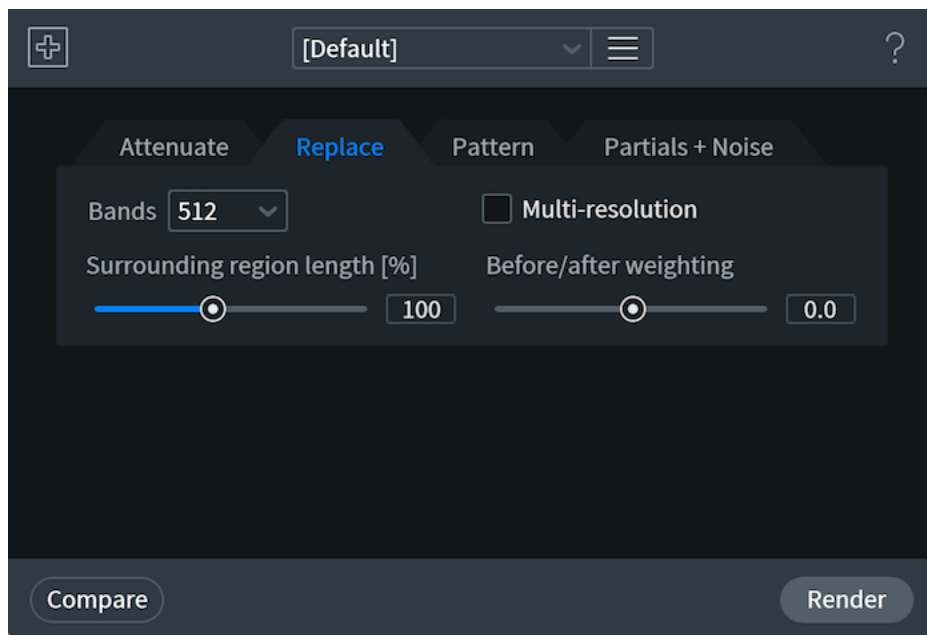 [Default]
?
Attenuate Replace Pattern Partials + Noise
Bands 512 Multi-resolution
Surrounding region length [%] Before/after weighting
100 0.0
Compare Render